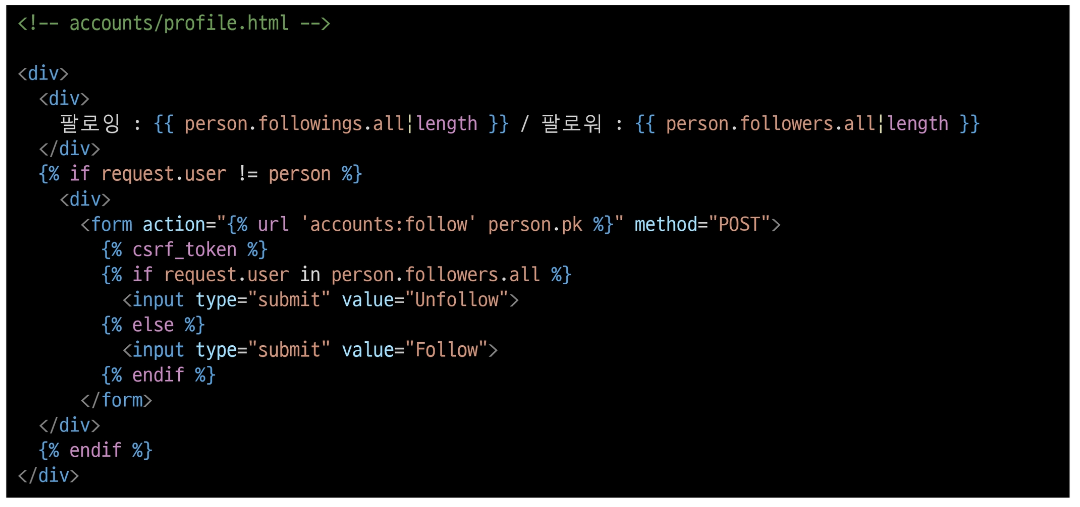 <!-- accounts/profile.html -->
<div>
<div>
팔로잉 : {{ person.followings.all|length }} / 팔로워 : {{ person.followers.all|length }}
</div>
{% if request.user != person %}
<div>
<form action="{% url 'accounts:follow' person.pk %}" method="POST">
{% csrf_token %}
{% if request.user in person.followers.all %}
<input type="submit" value="Unfollow">
{% else %}
<input type="submit" value="Follow">
{% endif %}
</form>
</div>
{% endif %}
</div>